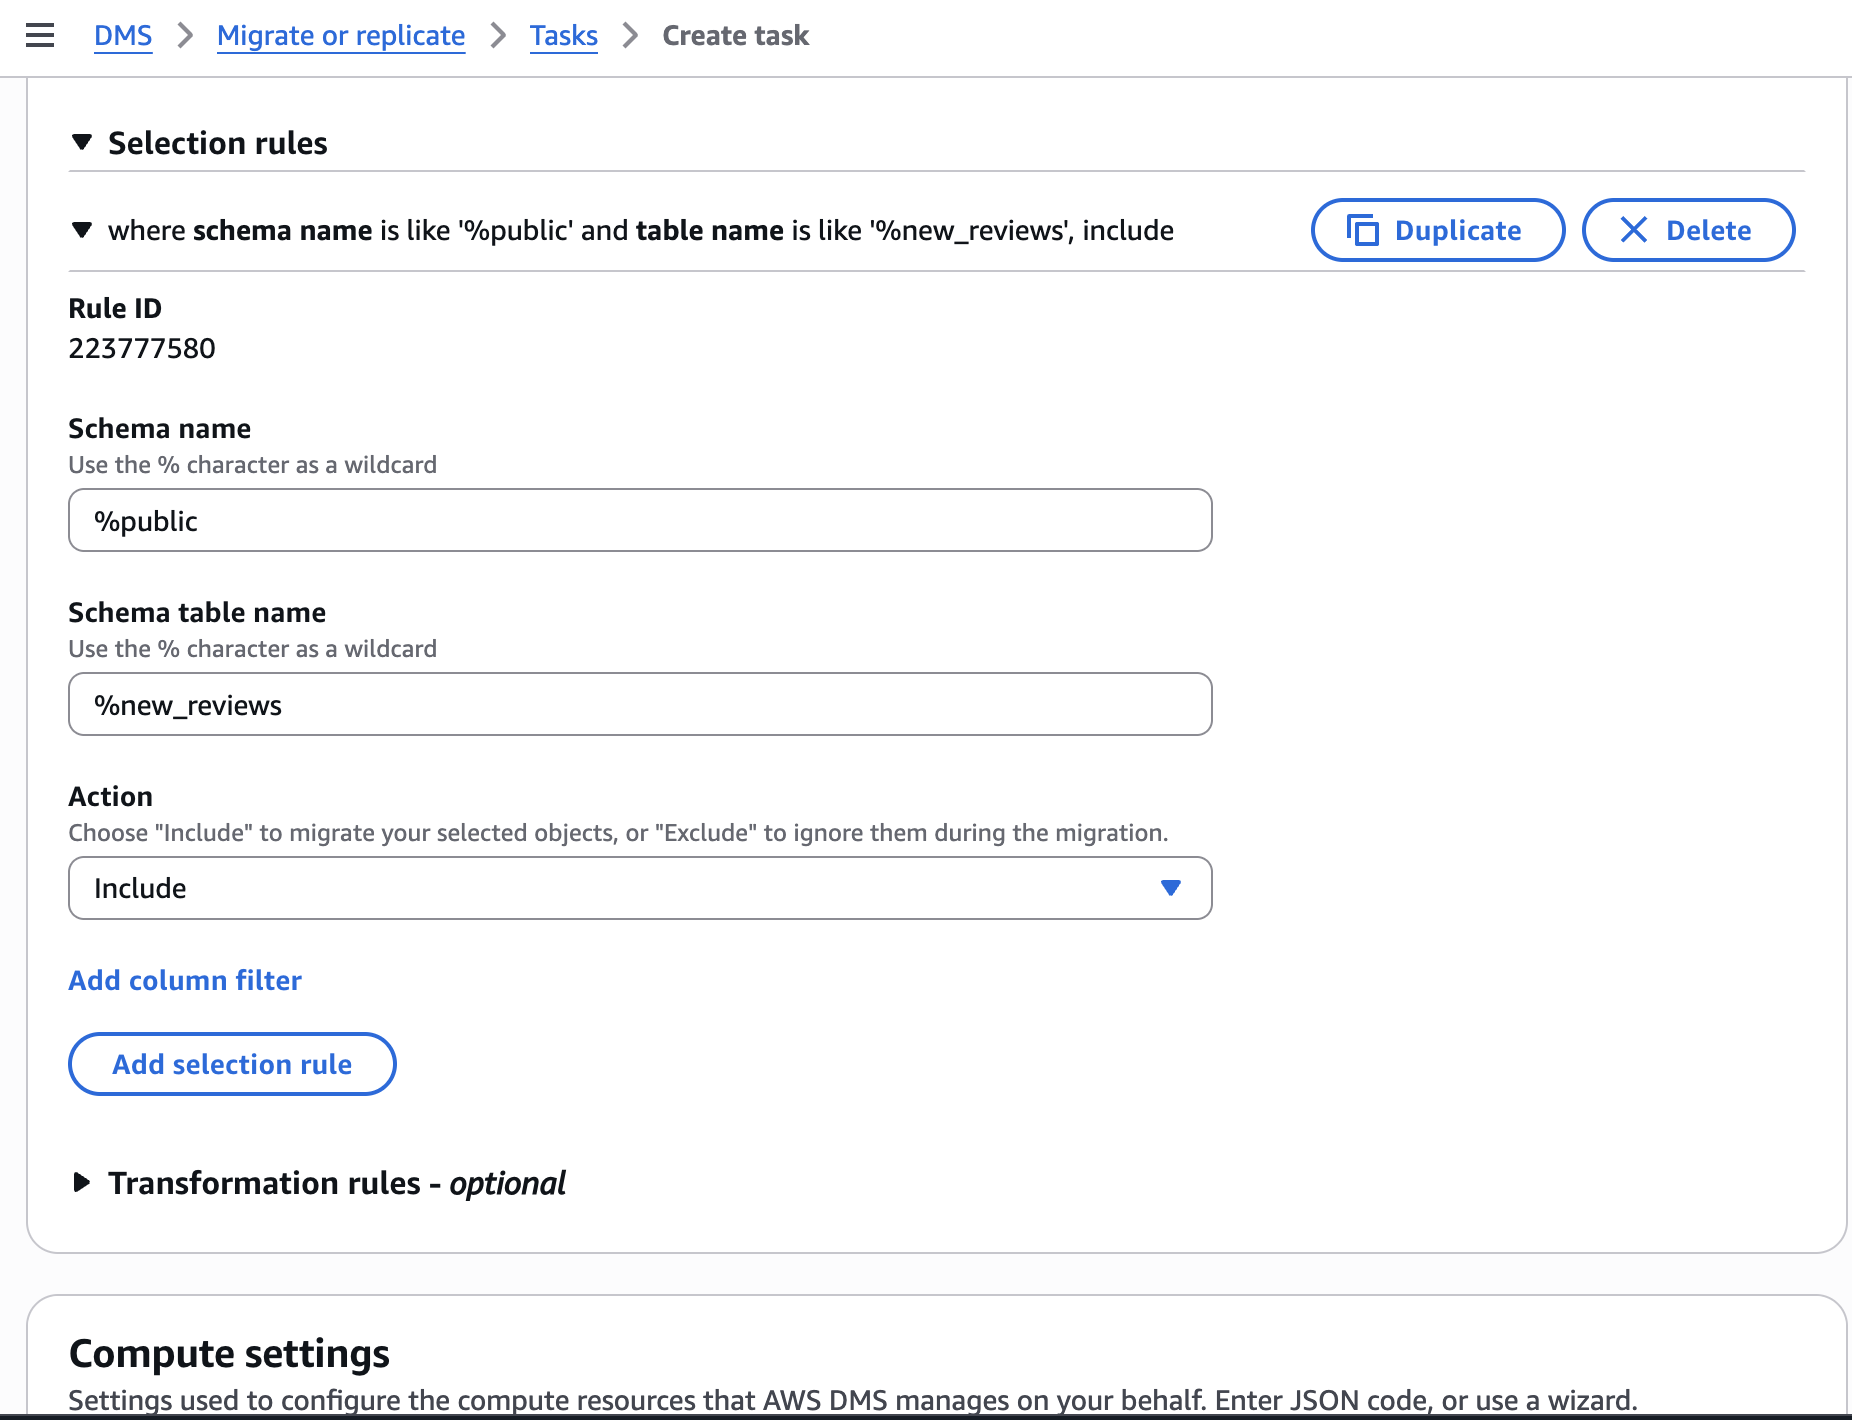 DMS > Migrate or replicate > Tasks > Create task
Selection rules
where schema name is like '%public' and table name is like '%new_reviews', include
Duplicate
Delete
Rule ID
223777580
Schema name
Use the % character as a wildcard
%public
Schema table name
Use the % character as a wildcard
%new_reviews
Action
Choose "Include" to migrate your selected objects, or "Exclude" to ignore them during the migration.
Include
Add column filter
Add selection rule
Transformation rules - optional
Compute settings
Settings used to configure the compute resources that AWS DMS manages on your behalf. Enter JSON code, or use a wizard.